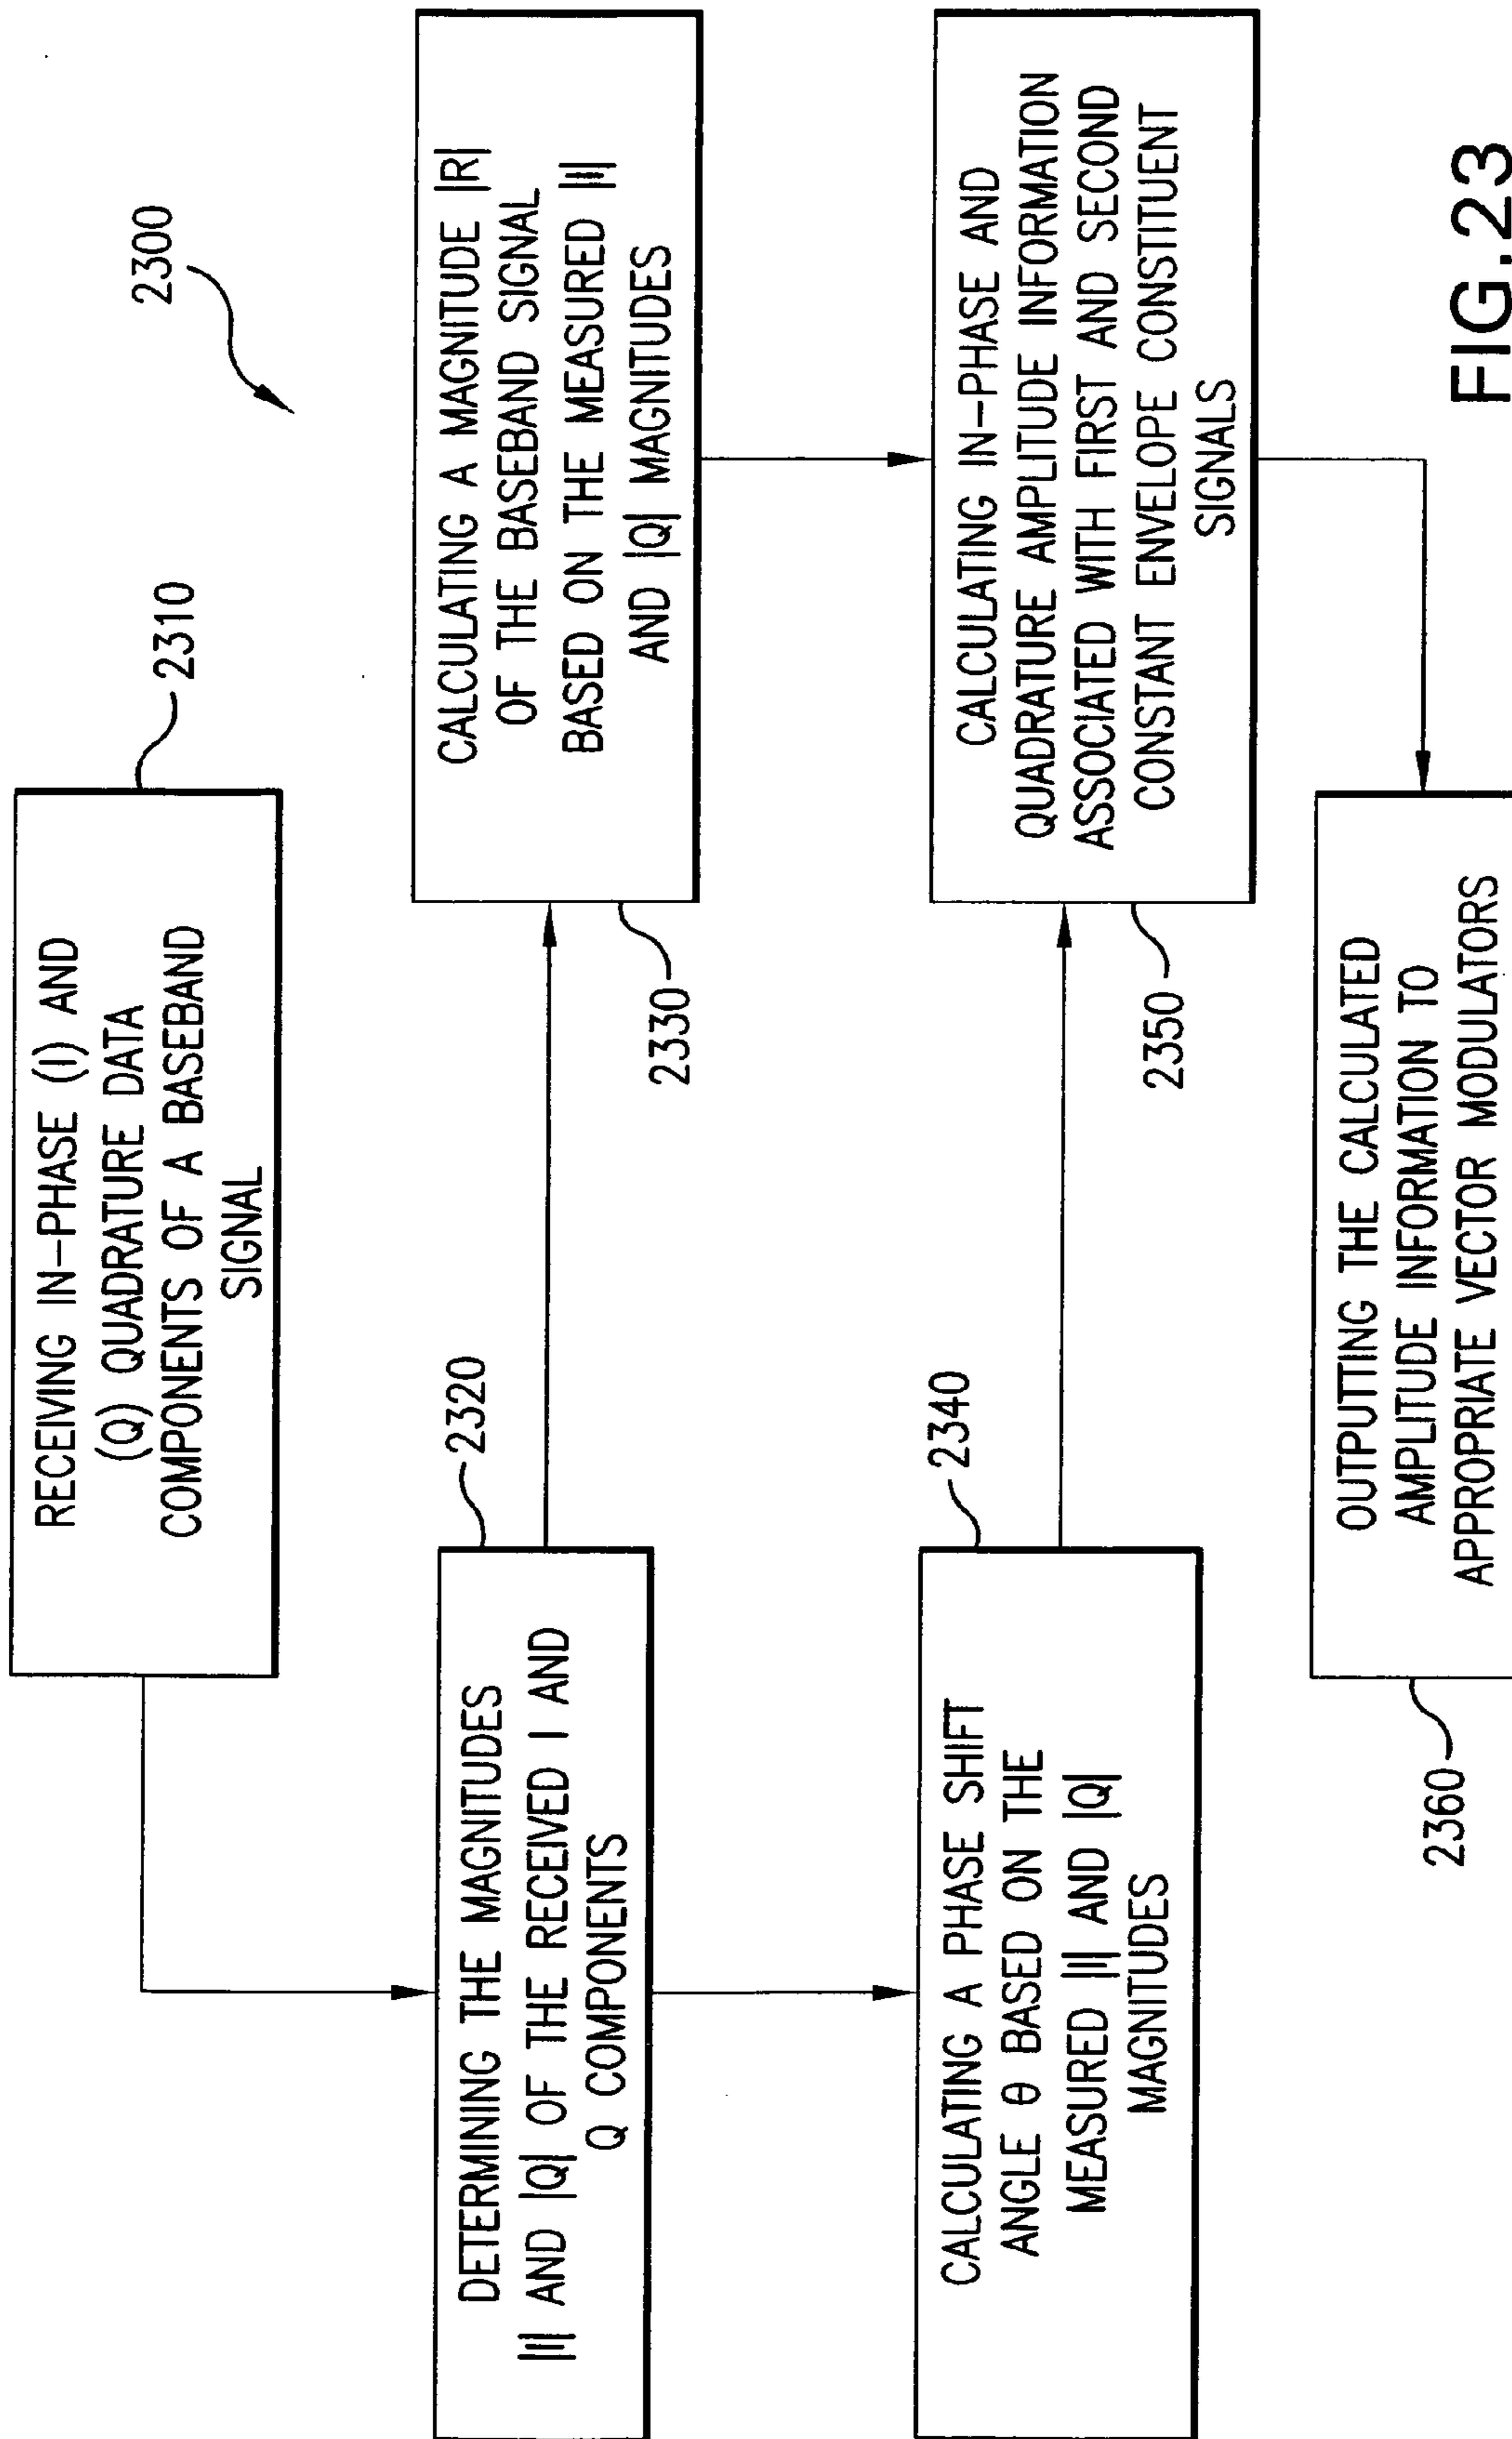 2300
RECEIVING IN-PHASE (I) AND
(Q) QUADRATURE DATA
COMPONENTS OF A BASEBAND
SIGNAL
2310
DETERMINING THE MAGNITUDES
|I| AND |Q| OF THE RECEIVED I AND
Q COMPONENTS
2320
CALCULATING A MAGNITUDE |R|
OF THE BASEBAND SIGNAL
BASED ON THE MEASURED |I|
AND |Q| MAGNITUDES
2330
CALCULATING A PHASE SHIFT
ANGLE θ BASED ON THE
MEASURED |I| AND |Q|
MAGNITUDES
2340
CALCULATING IN-PHASE AND
QUADRATURE AMPLITUDE INFORMATION
ASSOCIATED WITH FIRST AND SECOND
CONSTANT ENVELOPE CONSTITUENT
SIGNALS
2350
OUTPUTTING THE CALCULATED
AMPLITUDE INFORMATION TO
APPROPRIATE VECTOR MODULATORS
2360
FIG.23